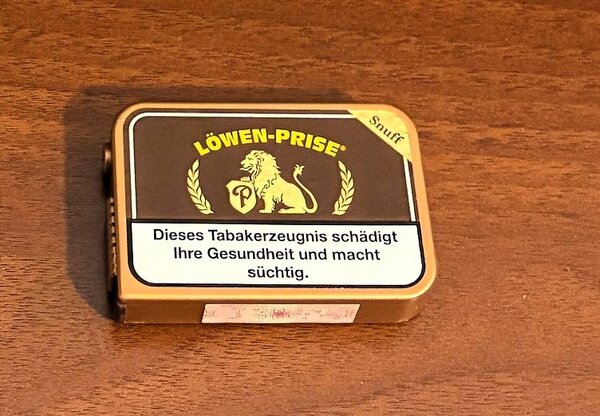 Snuff
LÖWEN-PRISE®
P
Dieses Tabakerzeugnis schädigt
Ihre Gesundheit und macht
süchtig.